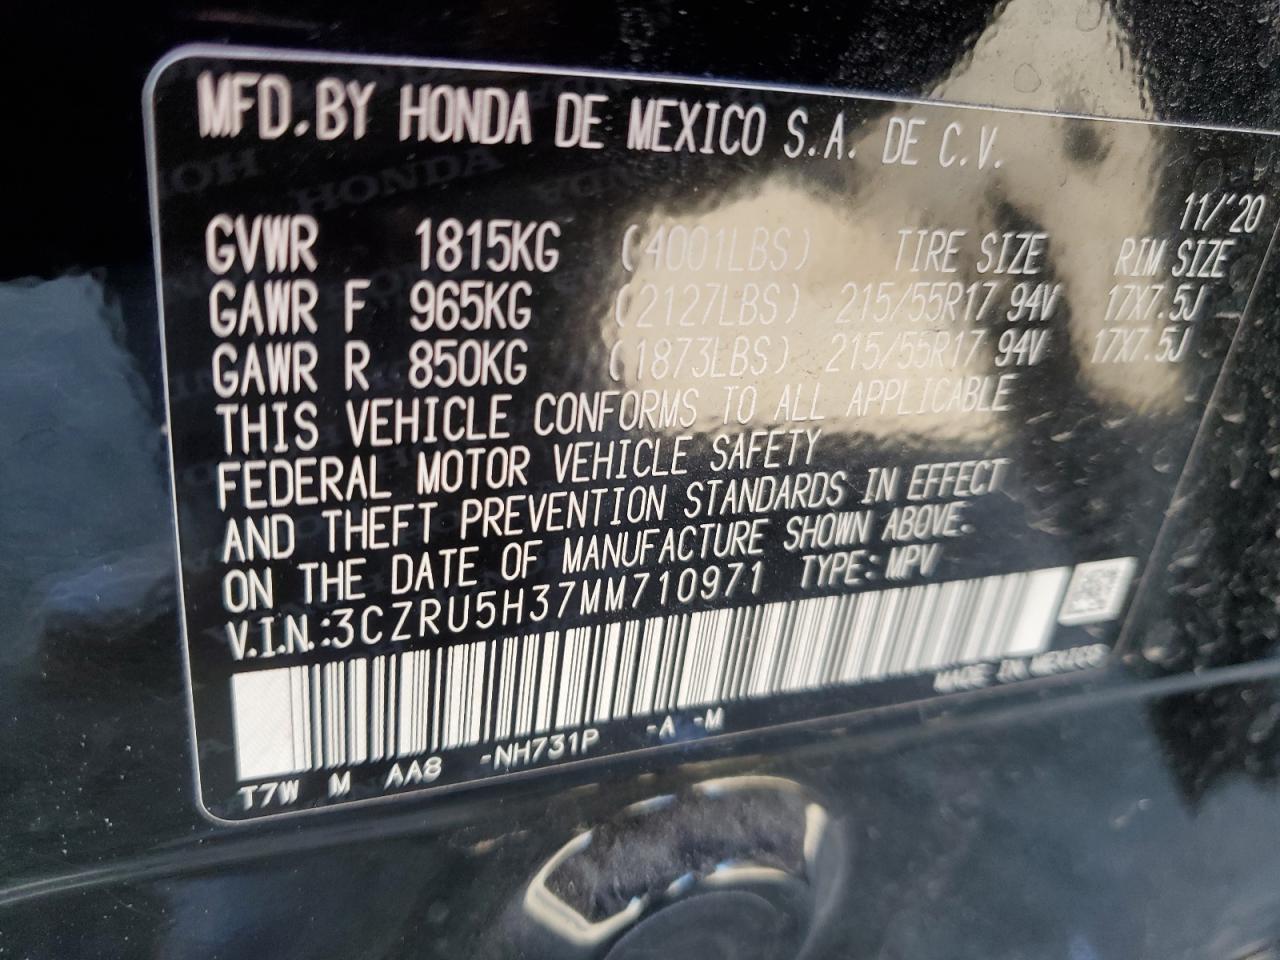 MFD.BY HONDA DE MEXICO S.A. DE C.V.
11/'20
GVWR 1815KG (4001LBS) TIRE SIZE RIM SIZE
GAWR F 965KG (2127LBS) 215/55R17 94V 17X7.5J
GAWR R 850KG (1873LBS) 215/55R17 94V 17X7.5J
THIS VEHICLE CONFORMS TO ALL APPLICABLE
FEDERAL MOTOR VEHICLE SAFETY
AND THEFT PREVENTION STANDARDS IN EFFECT
ON THE DATE OF MANUFACTURE SHOWN ABOVE.
V.I.N.:3CZRU5H37MM710971 TYPE: MPV
MADE IN MEXICO
T7W M AA8 -NH731P -A -M